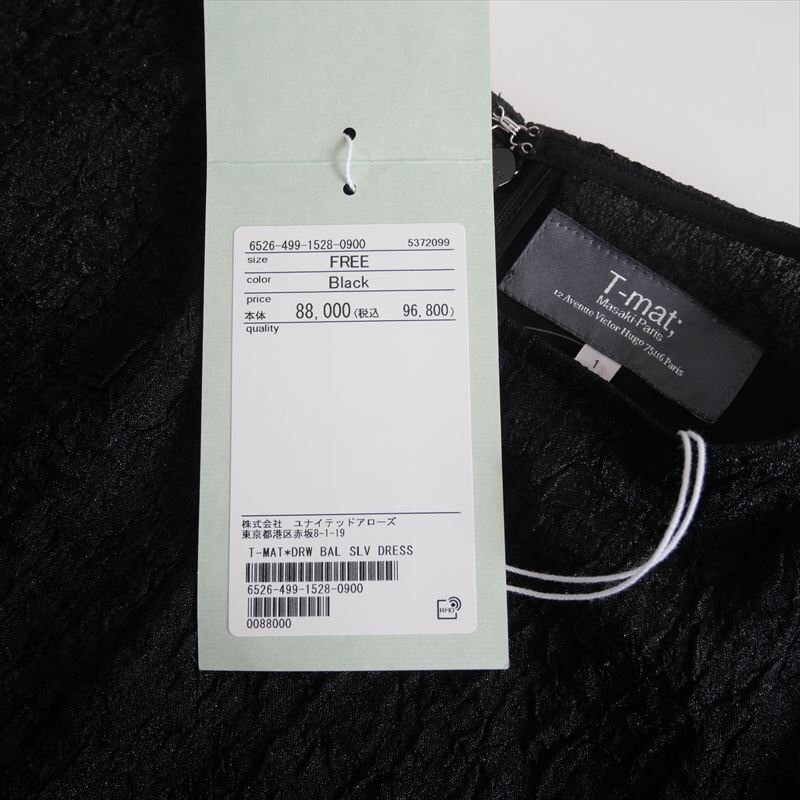 6526-499-1528-0900 5372099
size FREE
color Black
price
本体 88,000(税込 96,800)
quality
株式会社 ユナイテッドアローズ
東京都港区赤坂8-1-19
T-MAT*DRW BAL SLV DRESS
6526-499-1528-0900
0088000
RFID
T-mat;
Masaki Paris
12 Avenue Victor Hugo 75116 Paris
1